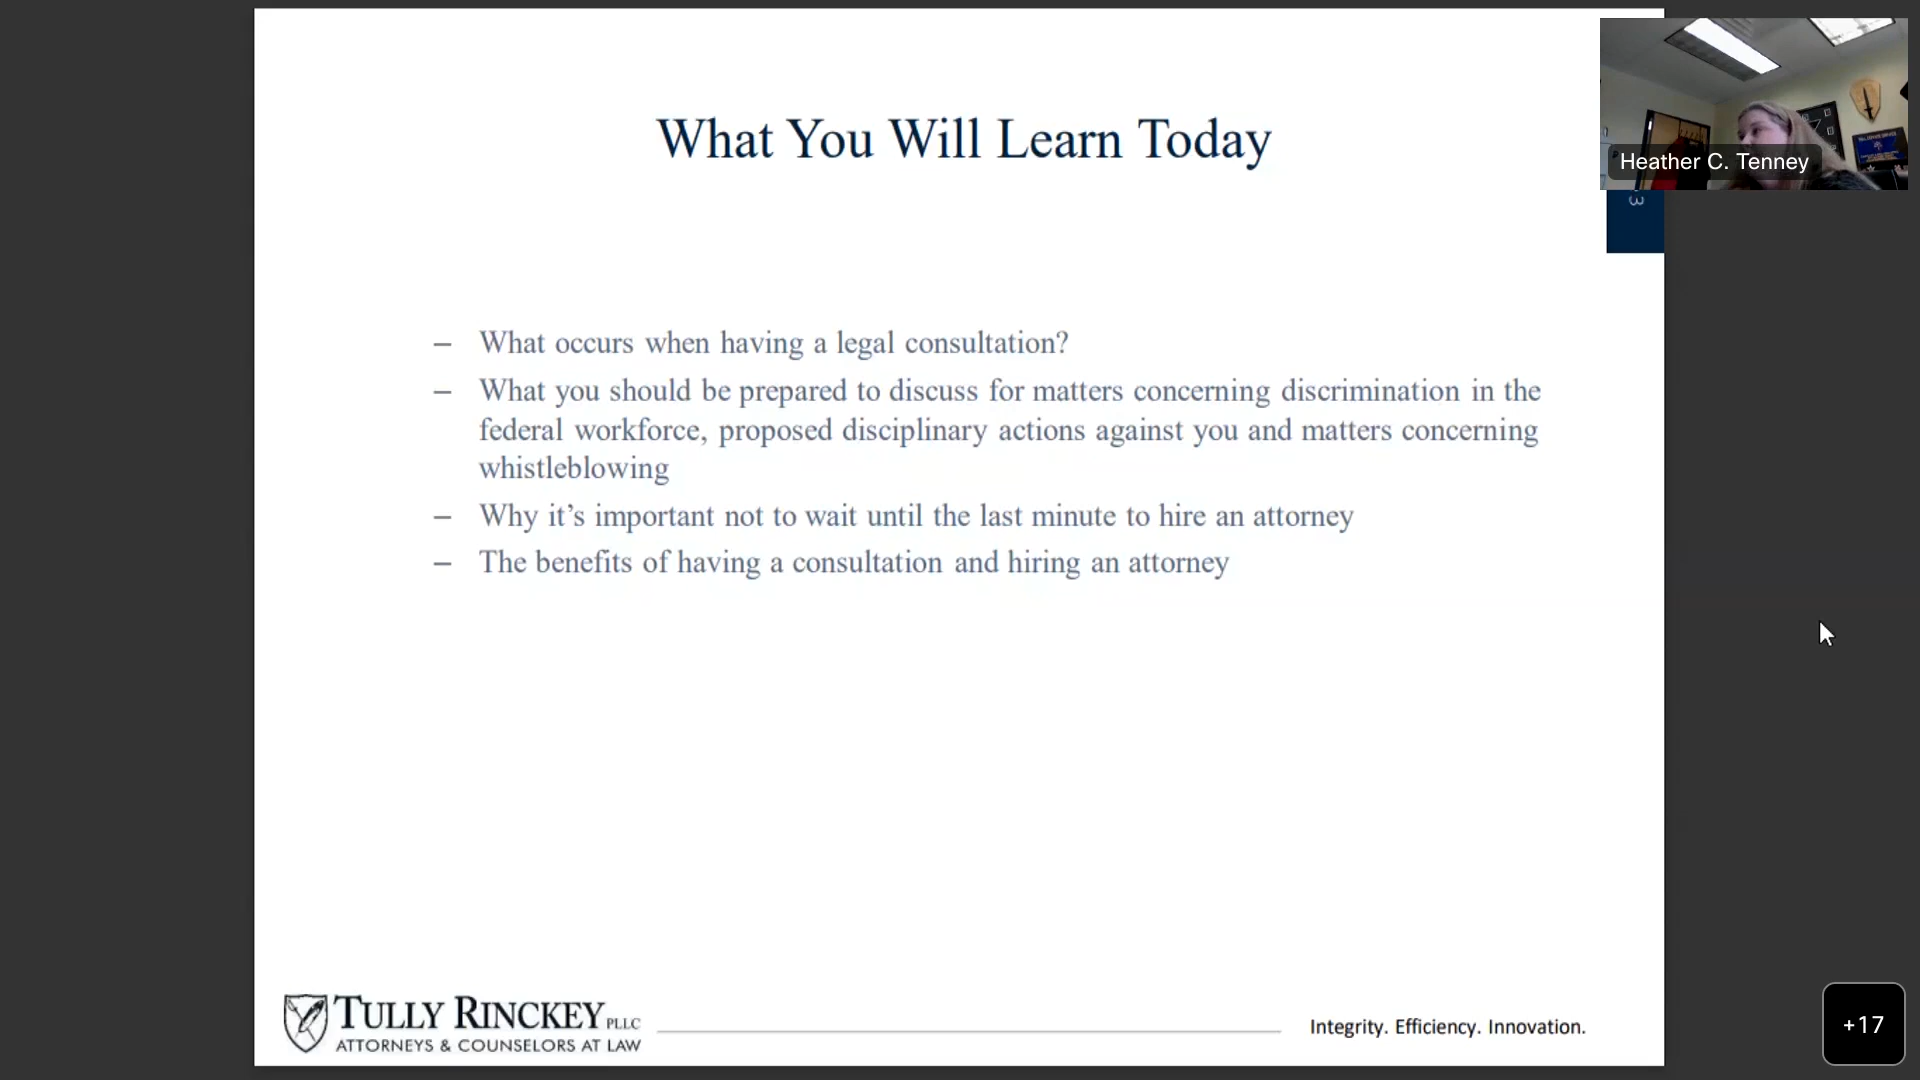 What You Will Learn Today
Heather C. Tenney
3
– What occurs when having a legal consultation?
– What you should be prepared to discuss for matters concerning discrimination in the
federal workforce, proposed disciplinary actions against you and matters concerning
whistleblowing
– Why it’s important not to wait until the last minute to hire an attorney
– The benefits of having a consultation and hiring an attorney
TULLY RINCKEY PLLC
ATTORNEYS & COUNSELORS AT LAW
Integrity. Efficiency. Innovation.
+17